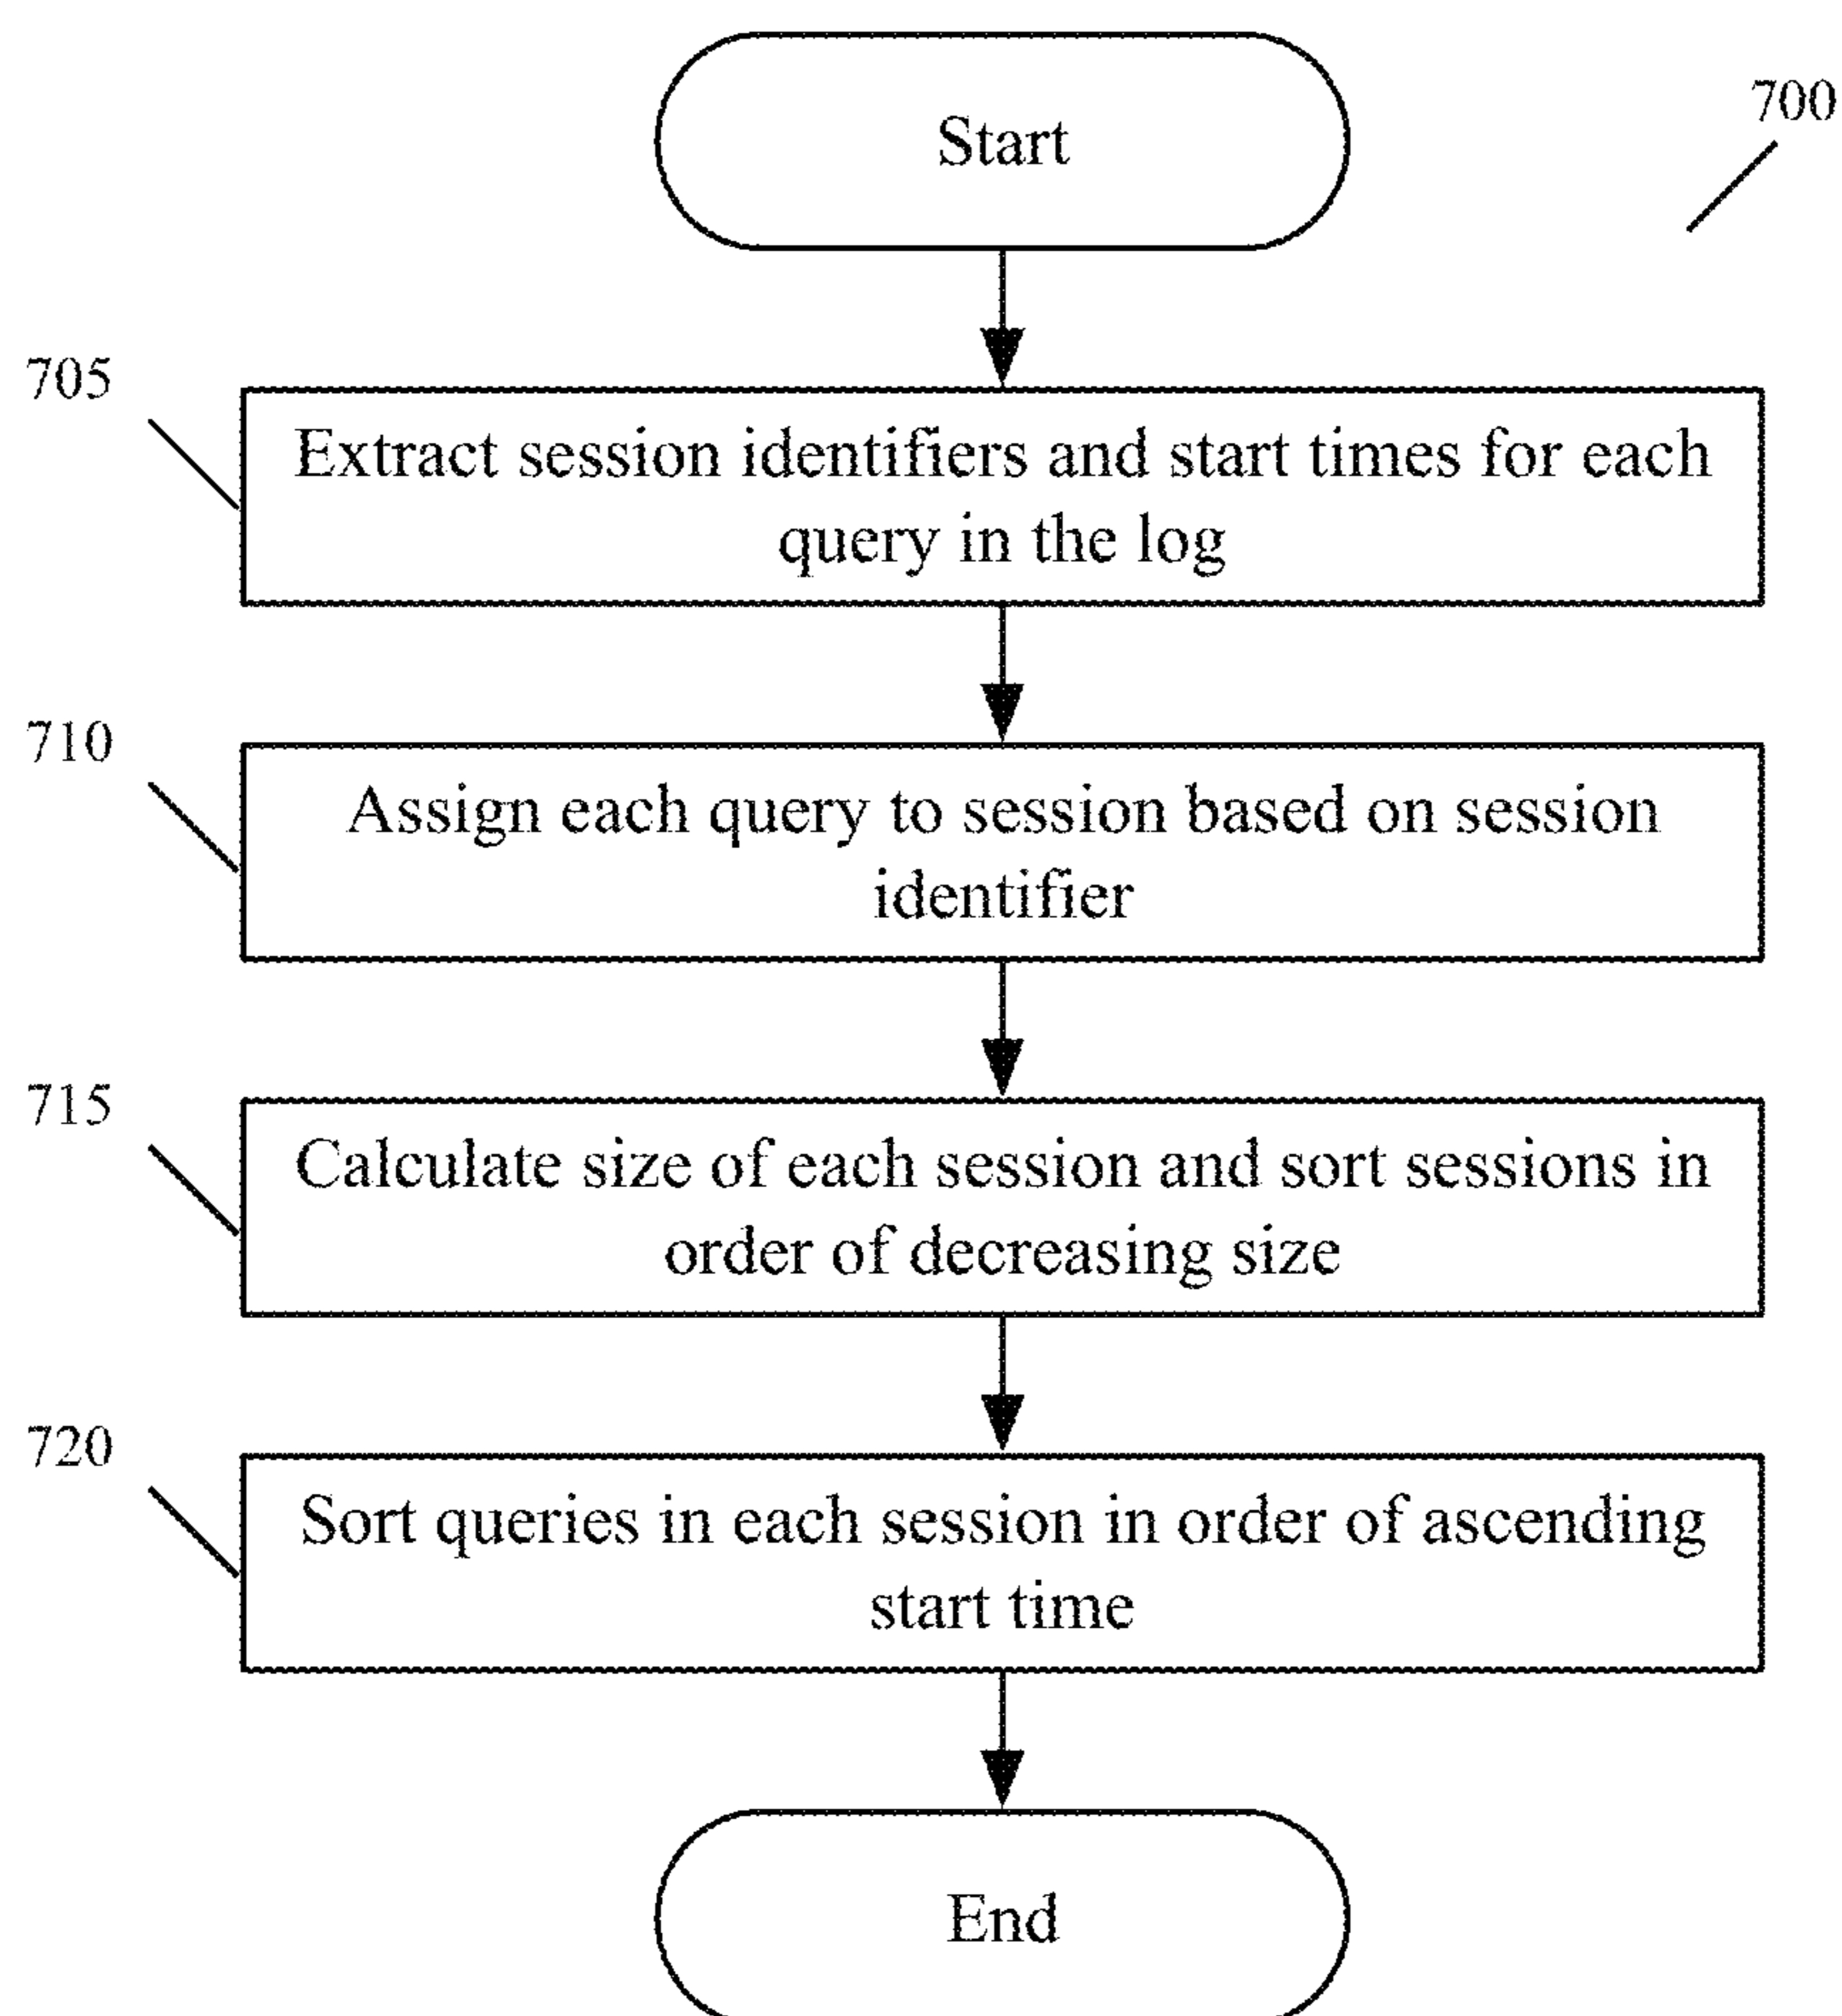 Start
700
705
Extract session identifiers and start times for each
query in the log
710
Assign each query to session based on session
identifier
715
Calculate size of each session and sort sessions in
order of decreasing size
720
Sort queries in each session in order of ascending
start time
End